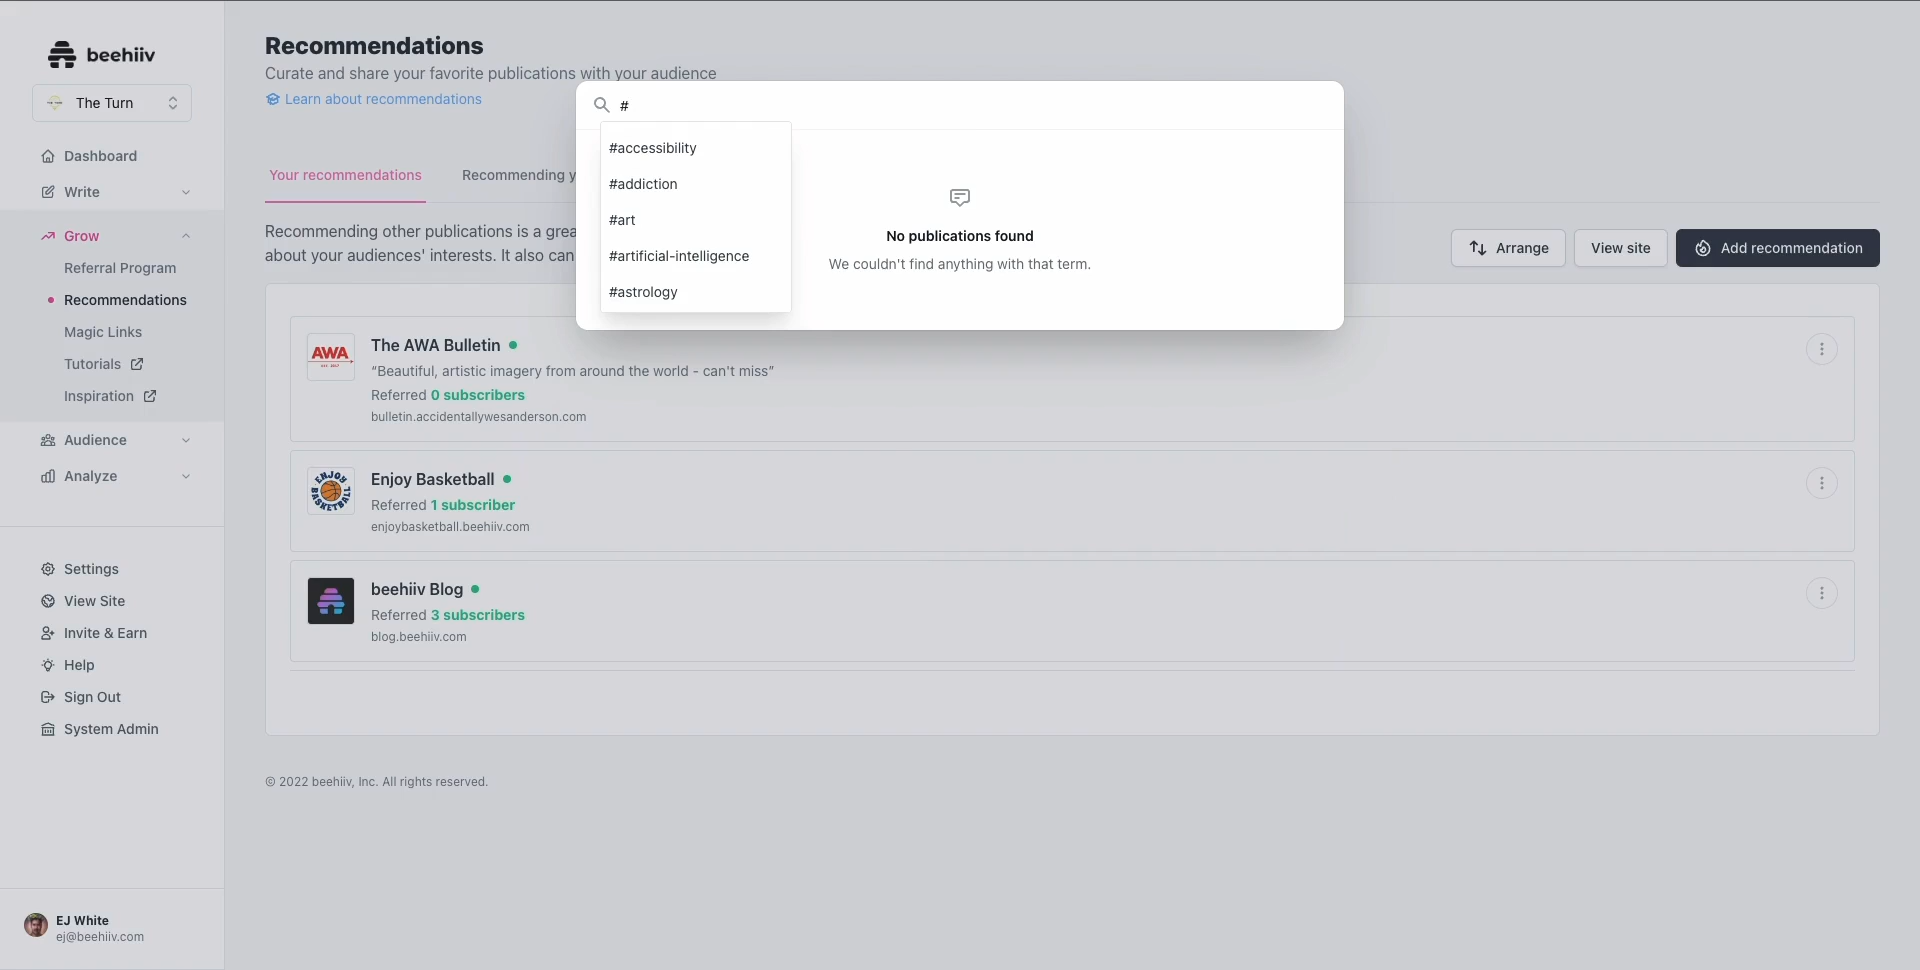 beehiiv
The Turn
Dashboard
Write
Grow
Referral Program
Recommendations
Magic Links
Tutorials
Inspiration
Audience
Analyze
Settings
View Site
Invite & Earn
Help
Sign Out
System Admin
EJ White
ej@beehiiv.com
Recommendations
Curate and share your favorite publications with your audience
Learn about recommendations
Your recommendations
Recommending y
Recommending other publications is a grea
about your audiences' interests. It also can
Arrange
View site
Add recommendation
#
#accessibility
#addiction
#art
#artificial-intelligence
#astrology
No publications found
We couldn't find anything with that term.
AWA
The AWA Bulletin
“Beautiful, artistic imagery from around the world - can't miss”
Referred 0 subscribers
bulletin.accidentallywesanderson.com
ENJOY
BASKETBALL
Enjoy Basketball
Referred 1 subscriber
enjoybasketball.beehiiv.com
beehiiv Blog
Referred 3 subscribers
blog.beehiiv.com
© 2022 beehiiv, Inc. All rights reserved.